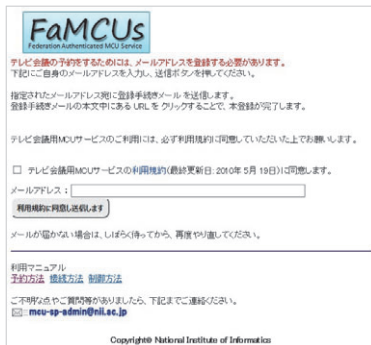 FaMCUs
Federation Authenticated MCU Service
テレビ会議の予約をするためには、メールアドレスを登録する必要があります。
下記にご自身のメールアドレスを入力し、送信ボタンを押してください。
指定されたメールアドレス宛に登録手続きメールを送信します。
登録手続きメールの本文中にある URL をクリックすることで、本登録が完了します。
テレビ会議用MCUサービスのご利用には、必ず利用規約に同意していただいた上でお願いします。
テレビ会議用MCUサービスの利用規約(最終更新日: 2010年 5月 19日)に同意します。
メールアドレス :
利用規約に同意し送信します
メールが届かない場合は、しばらく待ってから、再度やり直してください。
利用マニュアル
予約方法 接続方法 制御方法
ご不明な点やご質問等がありましたら、下記までご連絡ください。
: mcu-sp-admin@nii.ac.jp
Copyright© National Institute of Informatics